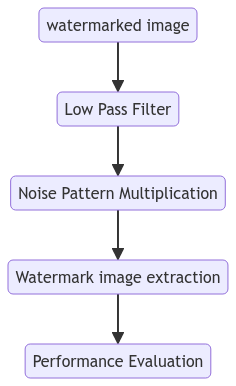 watermarked image
Low Pass Filter
Noise Pattern Multiplication
Watermark image extraction
Performance Evaluation